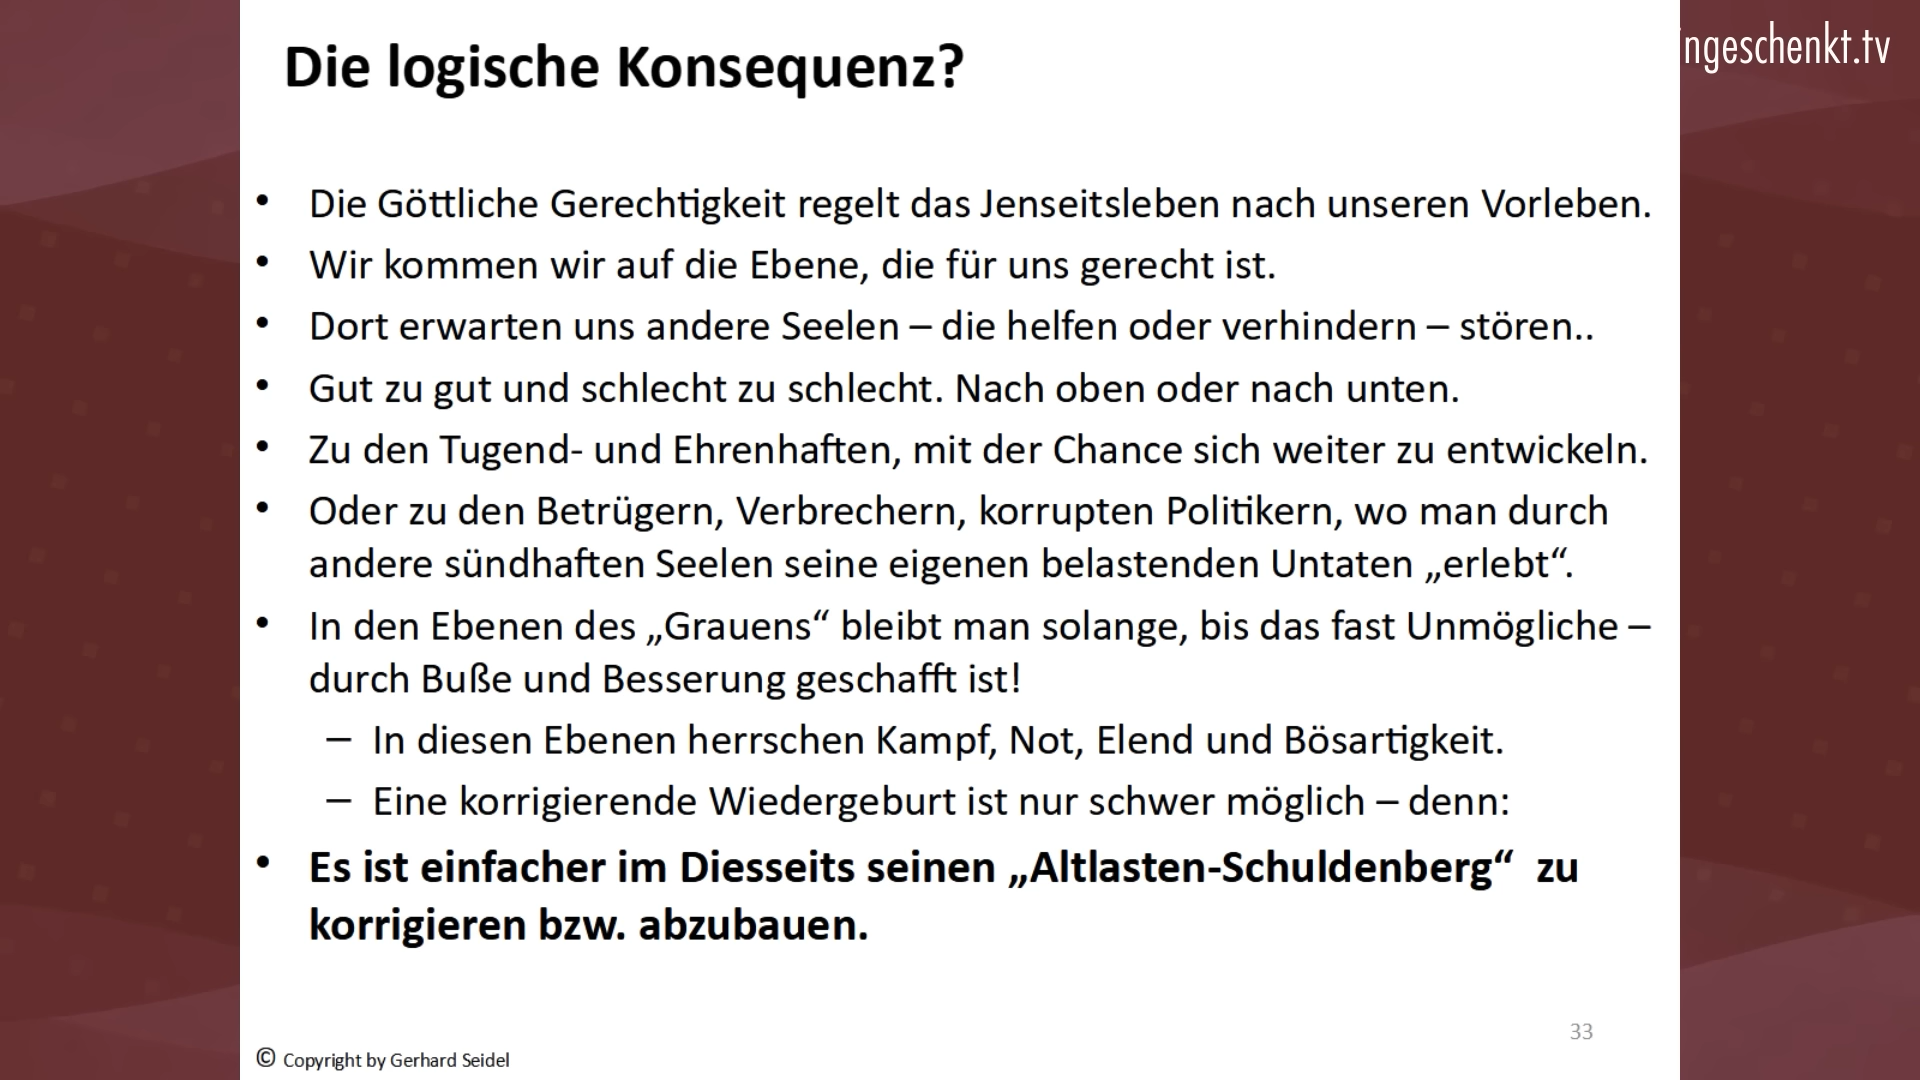 Die logische Konsequenz?
ngeschenkt.tv
• Die Göttliche Gerechtigkeit regelt das Jenseitsleben nach unseren Vorleben.
• Wir kommen wir auf die Ebene, die für uns gerecht ist.
• Dort erwarten uns andere Seelen – die helfen oder verhindern – stören..
• Gut zu gut und schlecht zu schlecht. Nach oben oder nach unten.
• Zu den Tugend- und Ehrenhaften, mit der Chance sich weiter zu entwickeln.
• Oder zu den Betrügern, Verbrechern, korrupten Politikern, wo man durch
andere sündhaften Seelen seine eigenen belastenden Untaten „erlebt“.
• In den Ebenen des „Grauens“ bleibt man solange, bis das fast Unmögliche –
durch Buße und Besserung geschafft ist!
– In diesen Ebenen herrschen Kampf, Not, Elend und Bösartigkeit.
– Eine korrigierende Wiedergeburt ist nur schwer möglich – denn:
• Es ist einfacher im Diesseits seinen „Altlasten-Schuldenberg“ zu
korrigieren bzw. abzubauen.
33
© Copyright by Gerhard Seidel